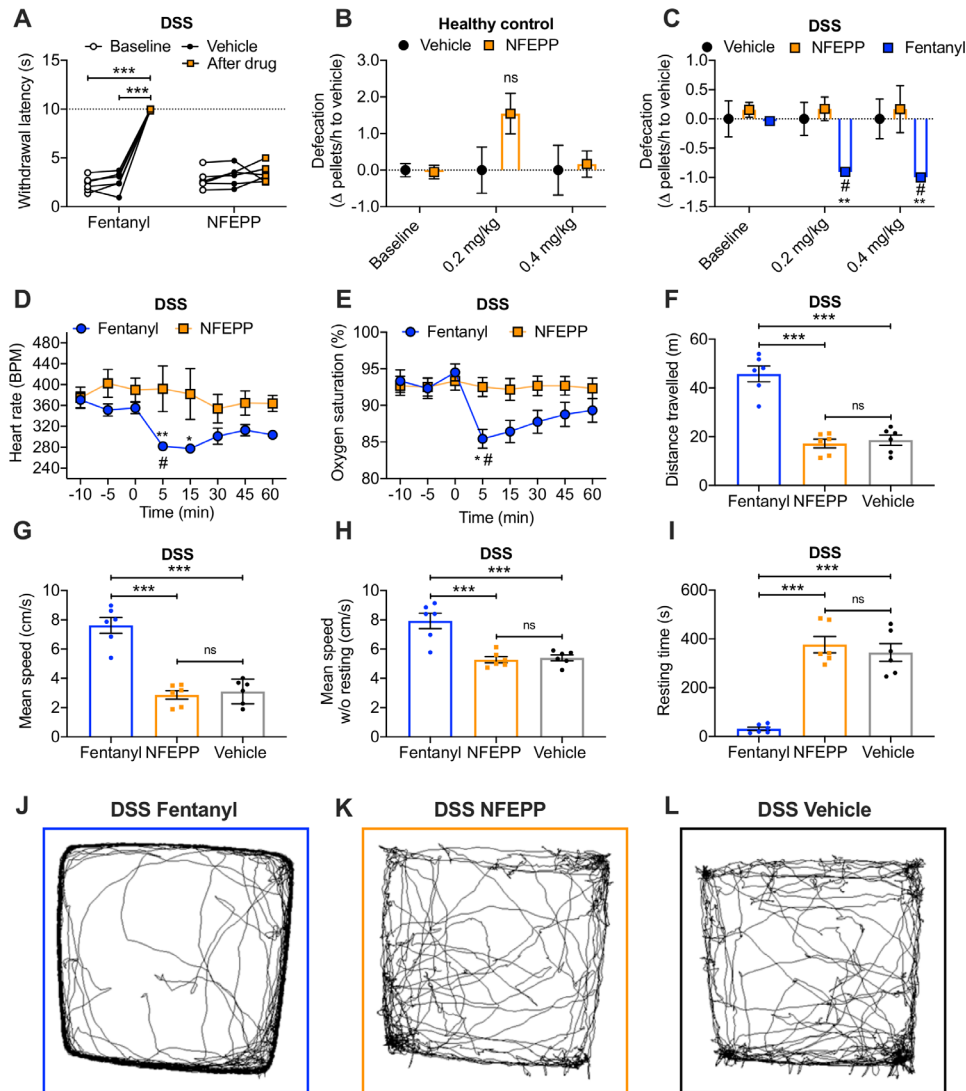 A
DSS
Baseline
Vehicle
After drug
Withdrawal latency (s)
15
10
5
0
***
***
Fentanyl
NFEPP
B
Healthy control
Vehicle
NFEPP
Defecation
(Δ pellets/h to vehicle)
3.0
2.0
1.0
0.0
-1.0
ns
Baseline
0.2 mg/kg
0.4 mg/kg
C
DSS
Vehicle
NFEPP
Fentanyl
Defecation
(Δ pellets/h to vehicle)
1.0
0.5
0.0
-0.5
-1.0
-1.5
#
**
#
**
Baseline
0.2 mg/kg
0.4 mg/kg
D
DSS
Fentanyl
NFEPP
Heart rate (BPM)
480
440
400
360
320
280
240
**
#
*
-10 -5 0 5 15 30 45 60
Time (min)
E
DSS
Fentanyl
NFEPP
Oxygen saturation (%)
100
95
90
85
80
* #
-10 -5 0 5 15 30 45 60
Time (min)
F
DSS
Distance travelled (m)
60
40
20
0
***
***
ns
Fentanyl NFEPP Vehicle
G
DSS
Mean speed (cm/s)
10
8
6
4
2
0
***
***
ns
Fentanyl NFEPP Vehicle
H
DSS
Mean speed
w/o resting (cm/s)
10
8
6
4
2
0
***
***
ns
Fentanyl NFEPP Vehicle
I
DSS
Resting time (s)
600
400
200
0
***
***
ns
Fentanyl NFEPP Vehicle
J
DSS Fentanyl
K
DSS NFEPP
L
DSS Vehicle